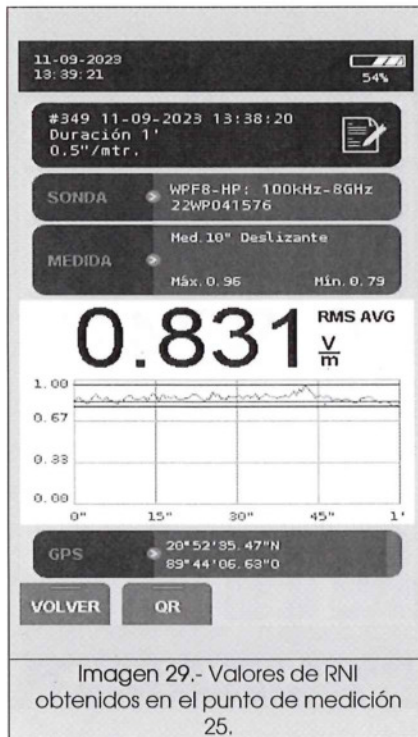 11-09-2023
13:39:21
54%
#349 11-09-2023 13:38:20
Duración 1'
0.5"/mtr.
SONDA
WPF8-HP: 100kHz-8GHz
22WP041576
MEDIDA
Med.10" Deslizante
Máx.0.96 Mín.0.79
0.831 RMS AVG
V
m
1.00
0.67
0.33
0.00
0" 15" 30" 45" 1'
GPS
20°52'35.47"N
89°44'06.63"O
VOLVER QR
Imagen 29.- Valores de RNI
obtenidos en el punto de medición
25.